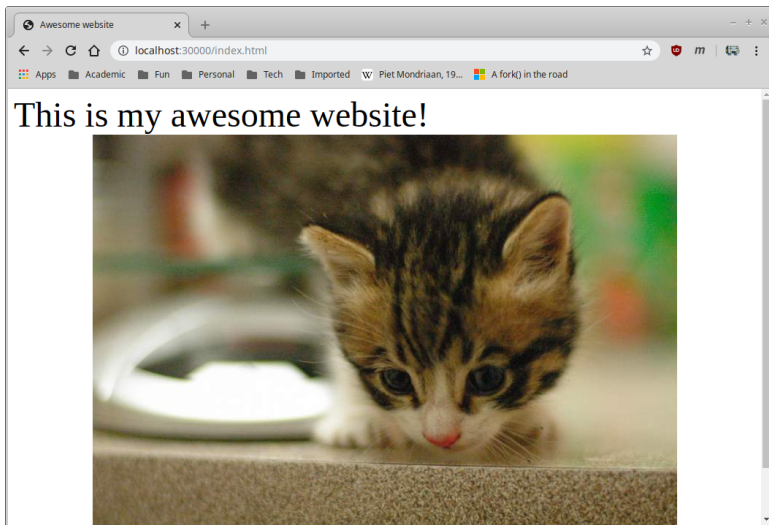 Awesome website
localhost:30000/index.html
Apps Academic Fun Personal Tech Imported W Piet Mondriaan, 19... A fork() in the road
This is my awesome website!